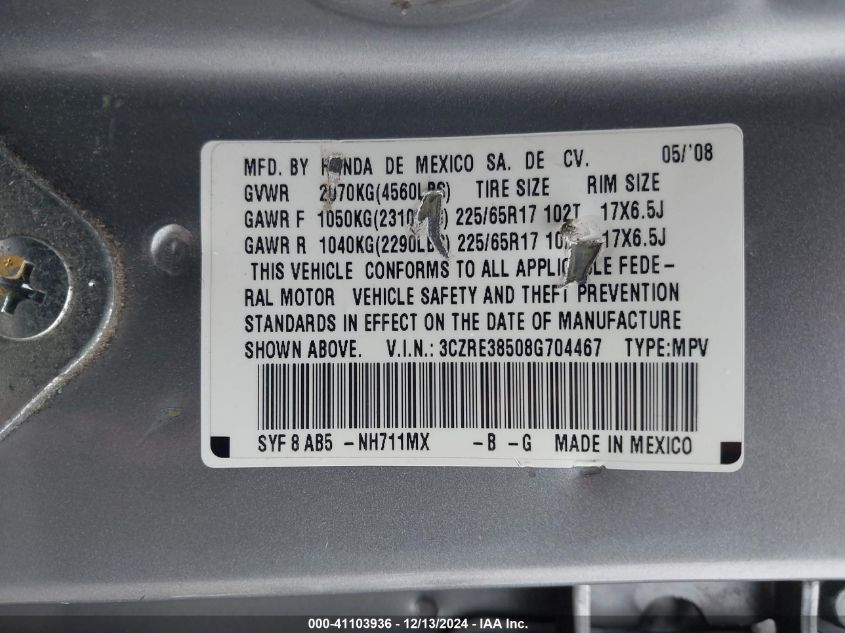 MFD. BY HONDA DE MEXICO SA. DE CV. 05/'08
GVWR 2070KG(4560LBS) TIRE SIZE RIM SIZE
GAWR F 1050KG(2310 225/65R17 102T 17X6.5J
GAWR R 1040KG(2290LBS) 225/65R17 17X6.5J
THIS VEHICLE CONFORMS TO ALL APPLICABLE FEDE-
RAL MOTOR VEHICLE SAFETY AND THEFT PREVENTION
STANDARDS IN EFFECT ON THE DATE OF MANUFACTURE
SHOWN ABOVE. V.I.N.: 3CZRE38508G704467 TYPE:MPV
SYF 8 AB5 -NH711MX -B -G MADE IN MEXICO
000-41103936 - 12/13/2024 - IAA Inc.